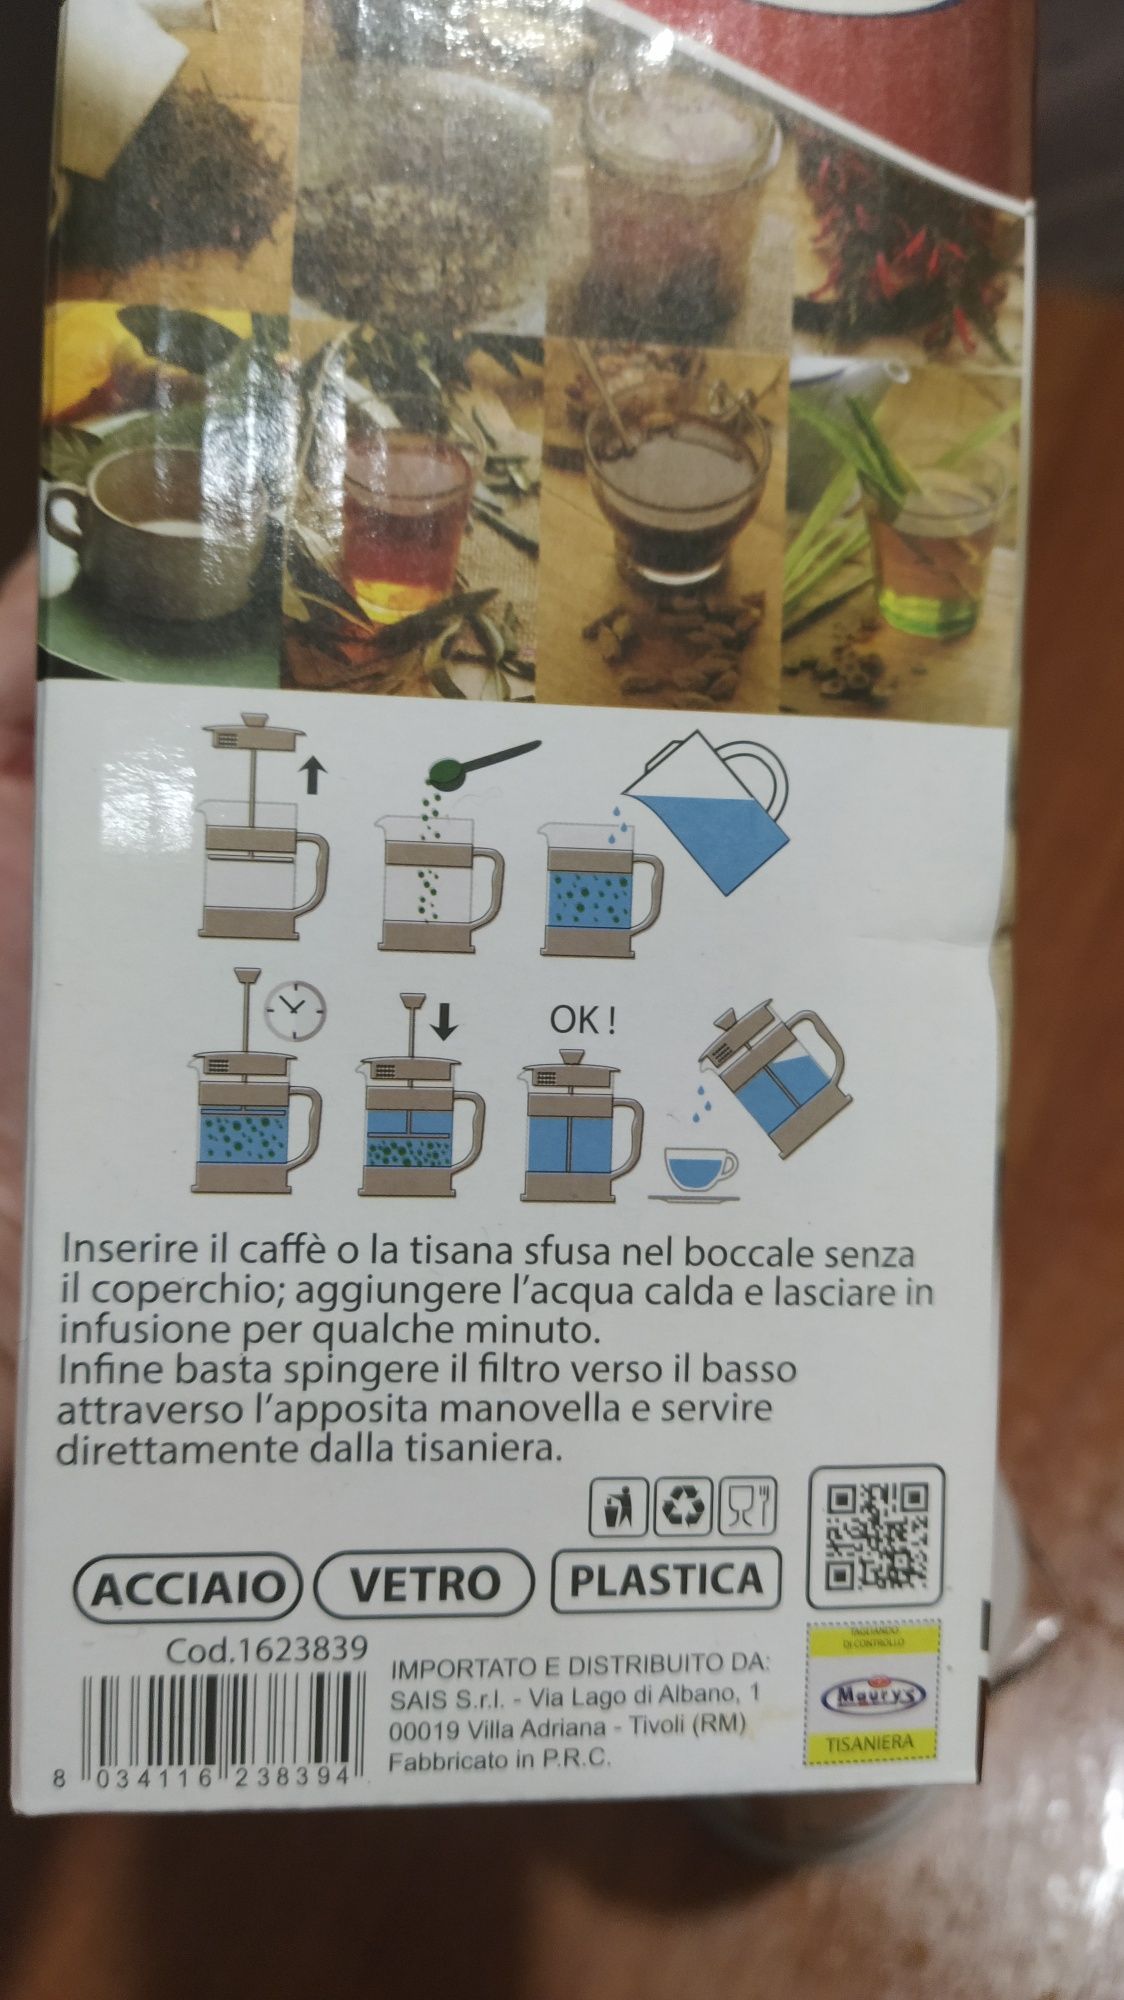 OK!
Inserire il caffè o la tisana sfusa nel boccale senza
il coperchio; aggiungere l'acqua calda e lasciare in
infusione per qualche minuto.
Infine basta spingere il filtro verso il basso
attraverso l'apposita manovella e servire
direttamente dalla tisaniera.
ACCIAIO
VETRO
PLASTICA
Cod.1623839
8 034116 238394
IMPORTATO E DISTRIBUITO DA:
SAIS S.r.l. - Via Lago di Albano, 1
00019 Villa Adriana - Tivoli (RM)
Fabbricato in P.R.C.
TAGLIANDO
DI CONTROLLO
Maury's
TISANIERA